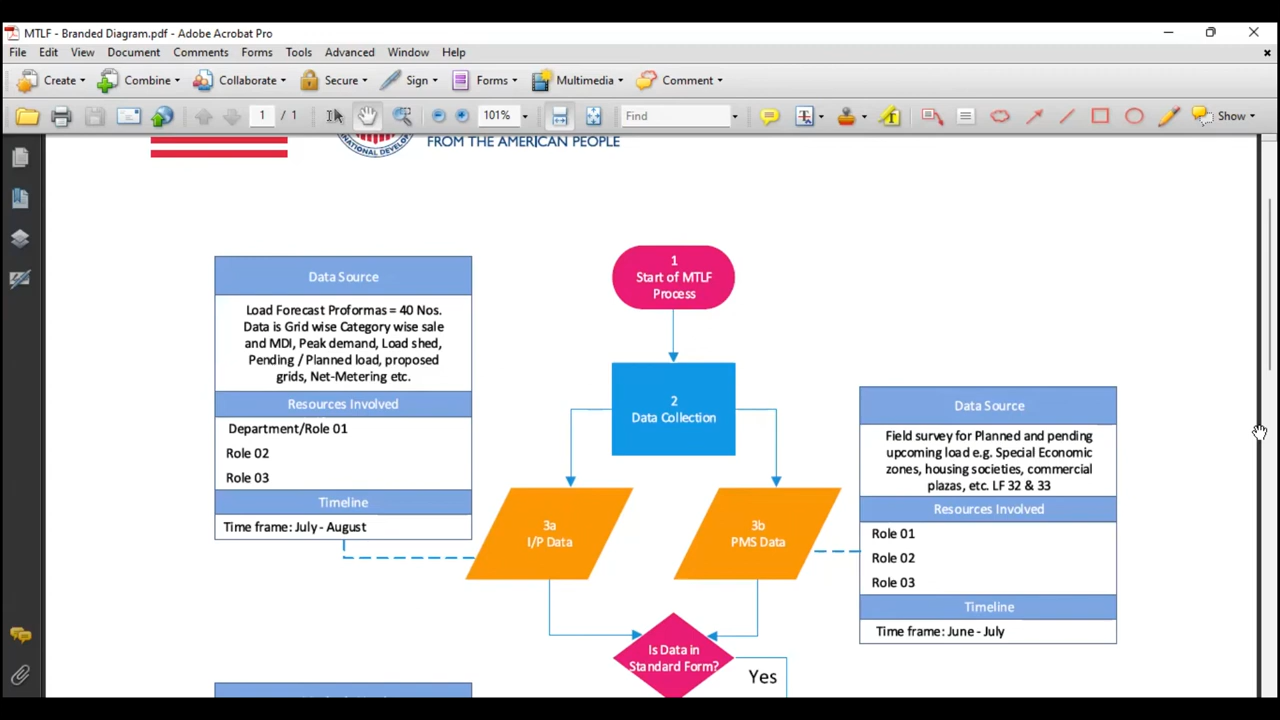 MTLF - Branded Diagram.pdf - Adobe Acrobat Pro
File Edit View Document Comments Forms Tools Advanced Window Help
Create Combine Collaborate Secure Sign Forms Multimedia Comment
1 / 1 101% Find Show
FROM THE AMERICAN PEOPLE
Data Source
Load Forecast Proformas = 40 Nos.
Data is Grid wise Category wise sale
and MDI, Peak demand, Load shed,
Pending / Planned load, proposed
grids, Net-Metering etc.
Resources Involved
Department/Role 01
Role 02
Role 03
Timeline
Time frame: July - August
1
Start of MTLF
Process
2
Data Collection
3a
I/P Data
3b
PMS Data
Data Source
Field survey for Planned and pending
upcoming load e.g. Special Economic
zones, housing societies, commercial
plazas, etc. LF 32 & 33
Resources Involved
Role 01
Role 02
Role 03
Timeline
Time frame: June - July
Is Data in
Standard Form?
Yes